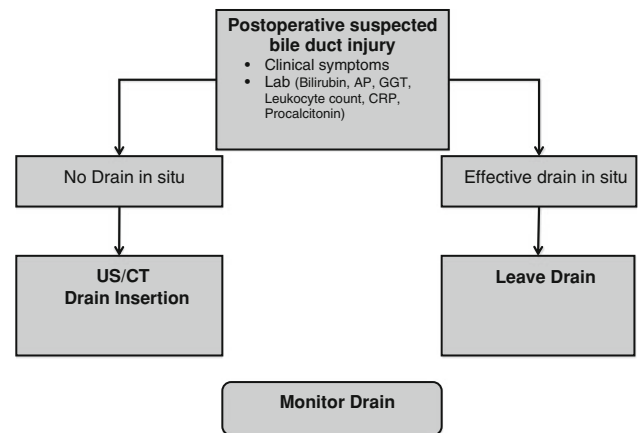 Postoperative suspected
bile duct injury
• Clinical symptoms
• Lab (Bilirubin, AP, GGT,
Leukocyte count, CRP,
Procalcitonin)
No Drain in situ
Effective drain in situ
US/CT
Drain Insertion
Leave Drain
Monitor Drain